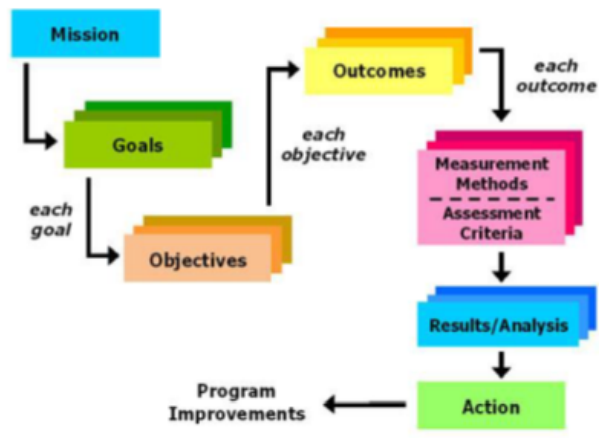 Mission
Goals
each
goal
Objectives
each
objective
Outcomes
each
outcome
Measurement
Methods
Assessment
Criteria
Results/Analysis
Action
Program
Improvements